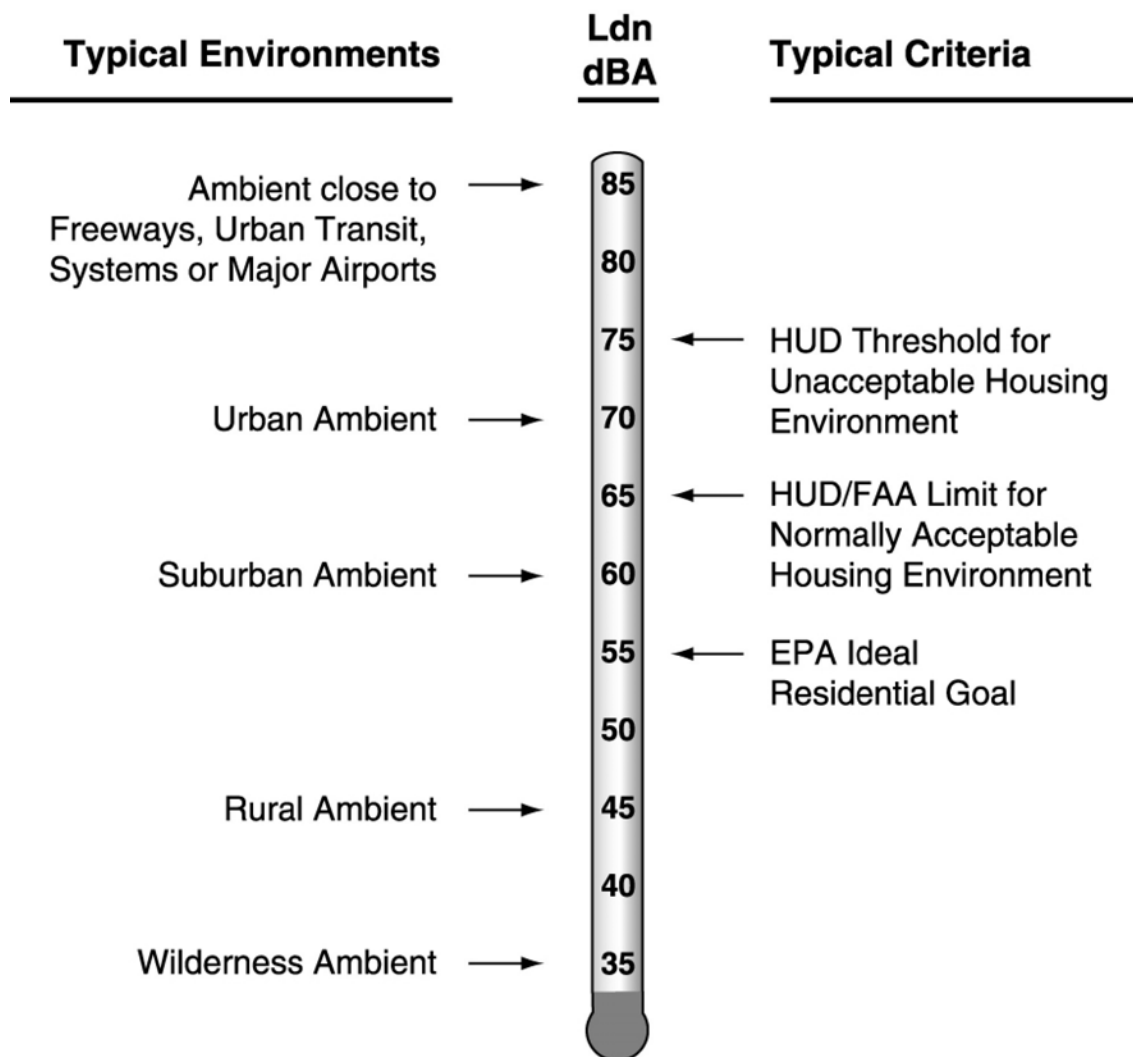 Typical Environments
Ldn
dBA
Typical Criteria
Ambient close to
Freeways, Urban Transit,
Systems or Major Airports
85
80
75
HUD Threshold for
Unacceptable Housing
Environment
Urban Ambient
70
65
HUD/FAA Limit for
Normally Acceptable
Housing Environment
Suburban Ambient
60
55
EPA Ideal
Residential Goal
50
Rural Ambient
45
40
Wilderness Ambient
35